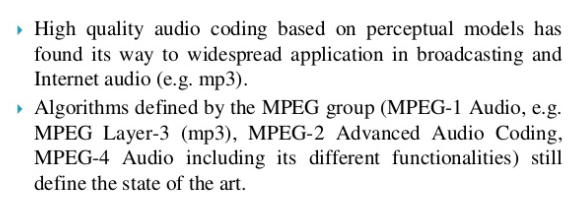 High quality audio coding based on perceptual models has
found its way to widespread application in broadcasting and
Internet audio (e.g. mp3).
Algorithms defined by the MPEG group (MPEG-1 Audio, e.g.
MPEG Layer-3 (mp3), MPEG-2 Advanced Audio Coding,
MPEG-4 Audio including its different functionalities) still
define the state of the art.